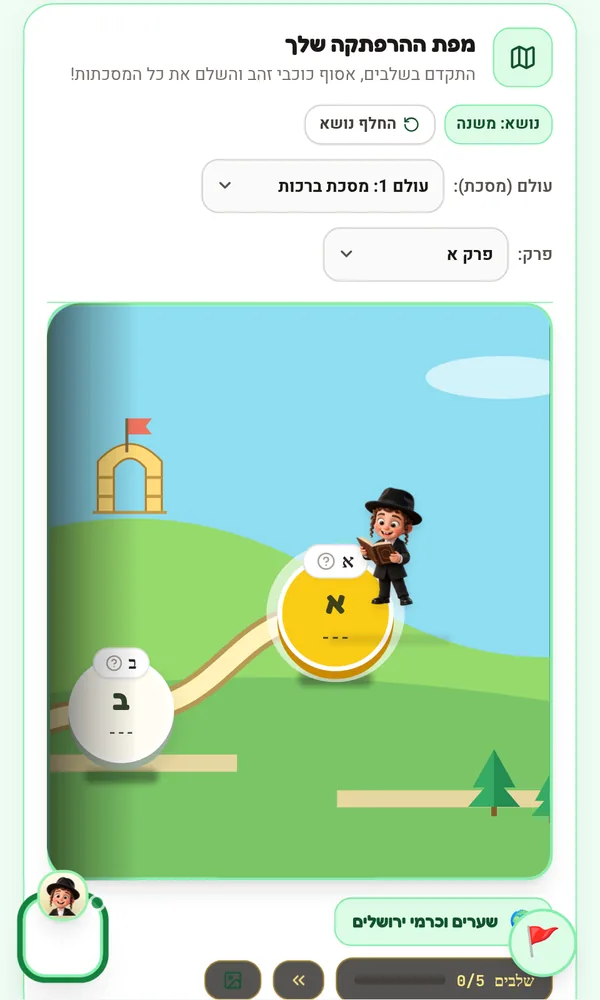 מפת ההרפתקה שלך
התקדם בשלבים, אסוף כוכבי זהב והשלם את כל המסכתות!
נושא: משנה
החלף נושא
עולם (מסכת):
עולם 1: מסכת ברכות
פרק:
פרק א
א
א
---
ב
ב
---
שערים וכרמי ירושלים
שלבים 0/5
»